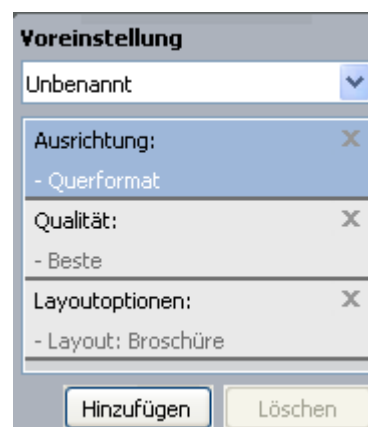 Voreinstellung
Unbenannt
Ausrichtung:
- Querformat
Qualität:
- Beste
Layoutoptionen:
- Layout: Broschüre
Hinzufügen Löschen